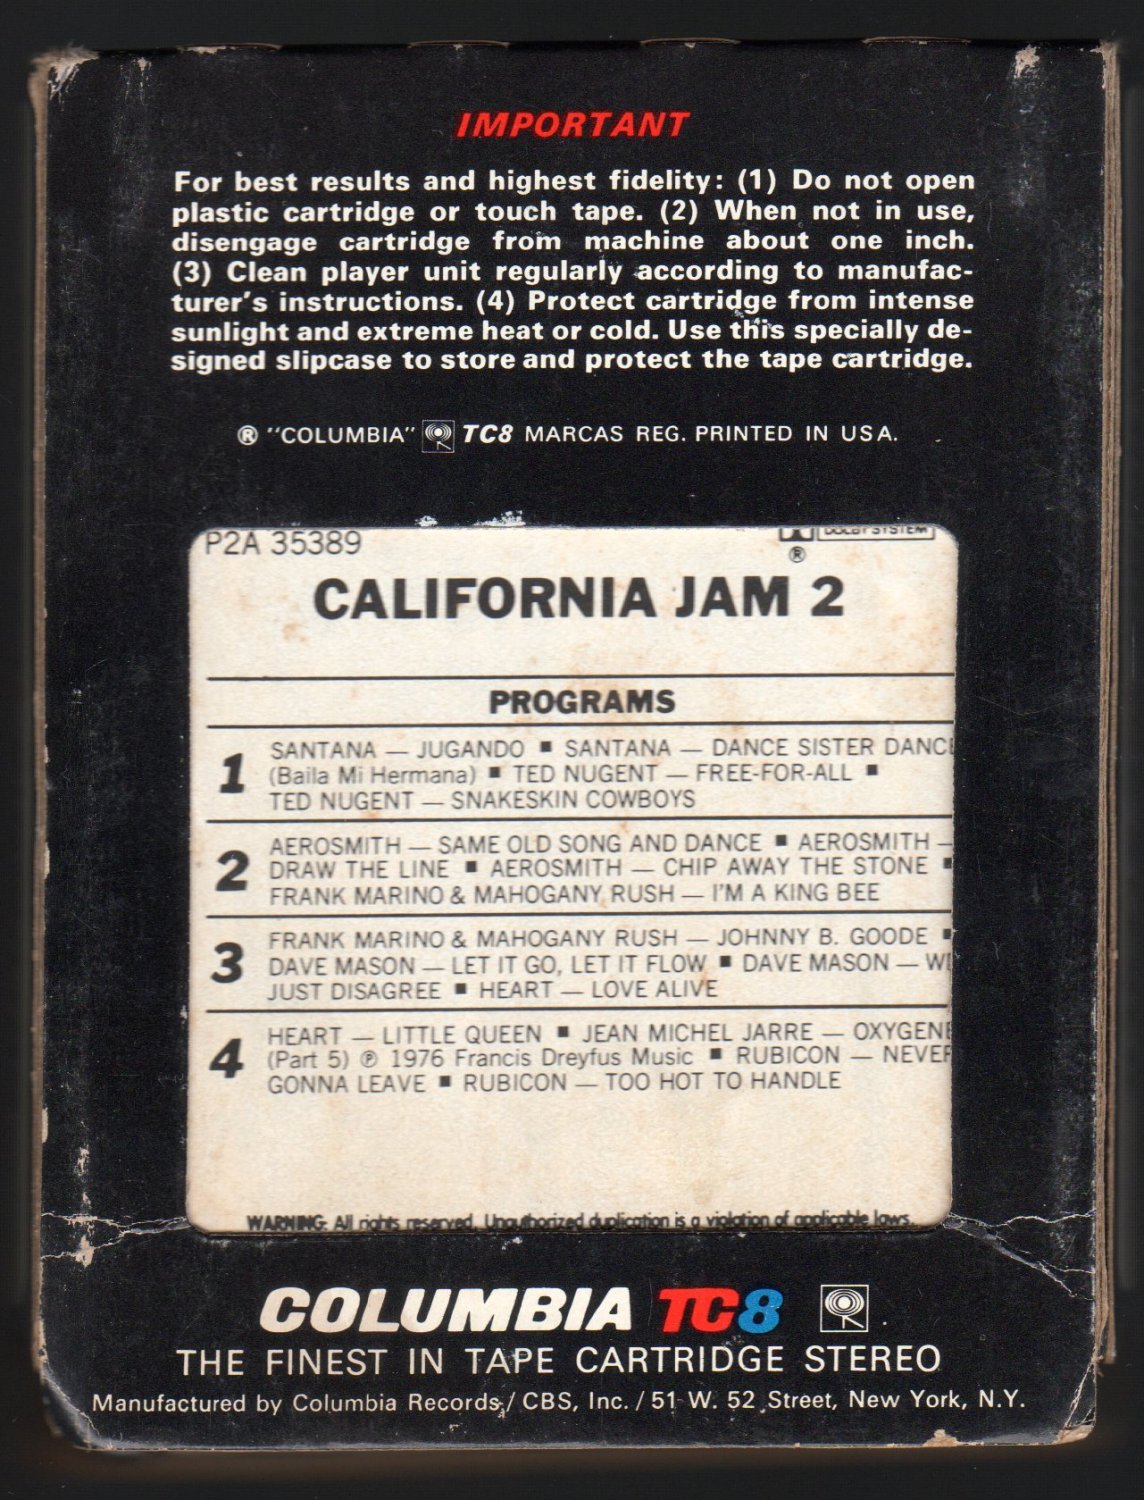 IMPORTANT
For best results and highest fidelity: (1) Do not open
plastic cartridge or touch tape. (2) When not in use,
disengage cartridge from machine about one inch.
(3) Clean player unit regularly according to manufac-
turer's instructions. (4) Protect cartridge from intense
sunlight and extreme heat or cold. Use this specially de-
signed slipcase to store and protect the tape cartridge.
® "COLUMBIA" TC8 MARCAS REG. PRINTED IN USA.
P2A 35389
DOLBY SYSTEM
®
CALIFORNIA JAM 2
PROGRAMS
1 SANTANA — JUGANDO ■ SANTANA — DANCE SISTER DANCE
(Baila Mi Hermana) ■ TED NUGENT — FREE-FOR-ALL ■
TED NUGENT — SNAKESKIN COWBOYS
2 AEROSMITH — SAME OLD SONG AND DANCE ■ AEROSMITH —
DRAW THE LINE ■ AEROSMITH — CHIP AWAY THE STONE ■
FRANK MARINO & MAHOGANY RUSH — I'M A KING BEE
3 FRANK MARINO & MAHOGANY RUSH — JOHNNY B. GOODE ■
DAVE MASON — LET IT GO, LET IT FLOW ■ DAVE MASON —
JUST DISAGREE ■ HEART — LOVE ALIVE
4 HEART — LITTLE QUEEN ■ JEAN MICHEL JARRE — OXYGENE
(Part 5) ℗ 1976 Francis Dreyfus Music ■ RUBICON — NEVER
GONNA LEAVE ■ RUBICON — TOO HOT TO HANDLE
WARNING: All rights reserved. Unauthorized duplication is a violation of applicable laws.
COLUMBIA TC8
THE FINEST IN TAPE CARTRIDGE STEREO
Manufactured by Columbia Records / CBS, Inc. / 51 W. 52 Street, New York, N.Y.